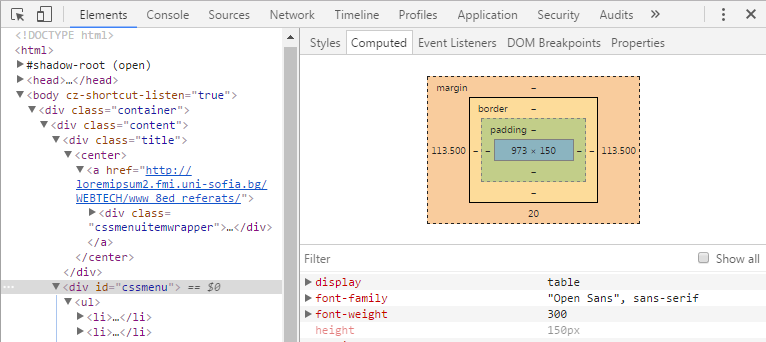 Elements Console Sources Network Timeline Profiles Application Security Audits »
Styles Computed Event Listeners DOM Breakpoints Properties
<!DOCTYPE html>
<html>
▶#shadow-root (open)
▶<head>…</head>
▼<body cz-shortcut-listen="true">
▼<div class="container">
▼<div class="content">
▼<div class="title">
▼<center>
▼<a href="http://
loremipsum2.fmi.uni-sofia.bg/
WEBTECH/www_8ed_referats/">
▶<div class=
"cssmenuitemwrapper">…</div>
</a>
</center>
</div>
… ▼<div id="cssmenu"> == $0
▼<ul>
▶<li>…</li>
▶<li>…</li>
margin –
border –
padding –
113.500 – – 973 × 150 – – 113.500
–
–
20
Filter Show all
▶ display table
▶ font-family "Open Sans", sans-serif
▶ font-weight 300
height 150px